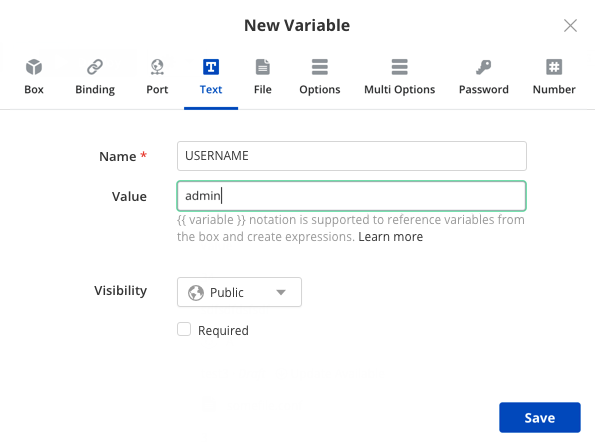 New Variable
Box Binding Port Text File Options Multi Options Password Number
Name * USERNAME
Value admin
{{ variable }} notation is supported to reference variables from
the box and create expressions. Learn more
Visibility Public
Required
Save